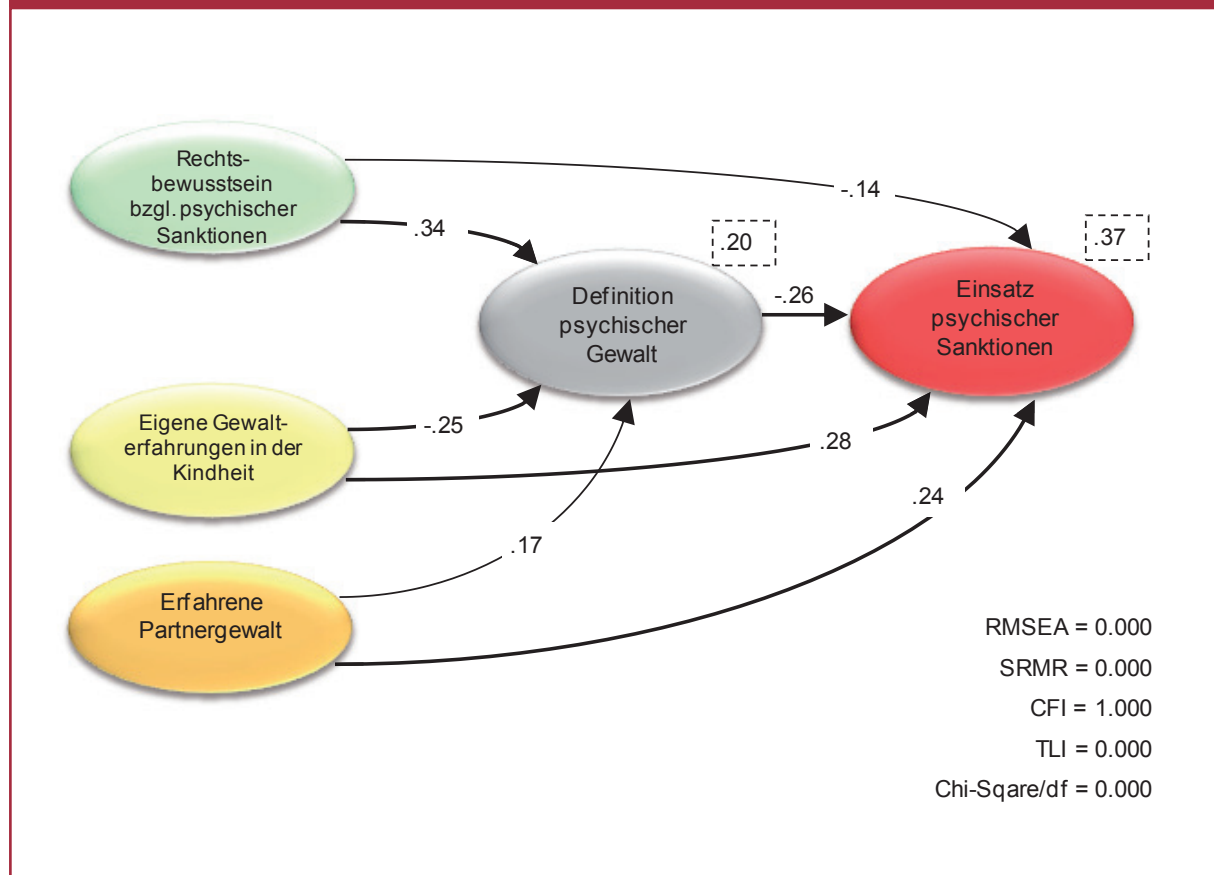 Rechts-
bewusstsein
bzgl. psychischer
Sanktionen
-.14
.34
.20
.37
Definition
psychischer
Gewalt
-.26
Einsatz
psychischer
Sanktionen
Eigene Gewalt-
erfahrungen in der
Kindheit
-.25
.28
.24
.17
Erfahrene
Partnergewalt
RMSEA = 0.000
SRMR = 0.000
CFI = 1.000
TLI = 0.000
Chi-Sqare/df = 0.000